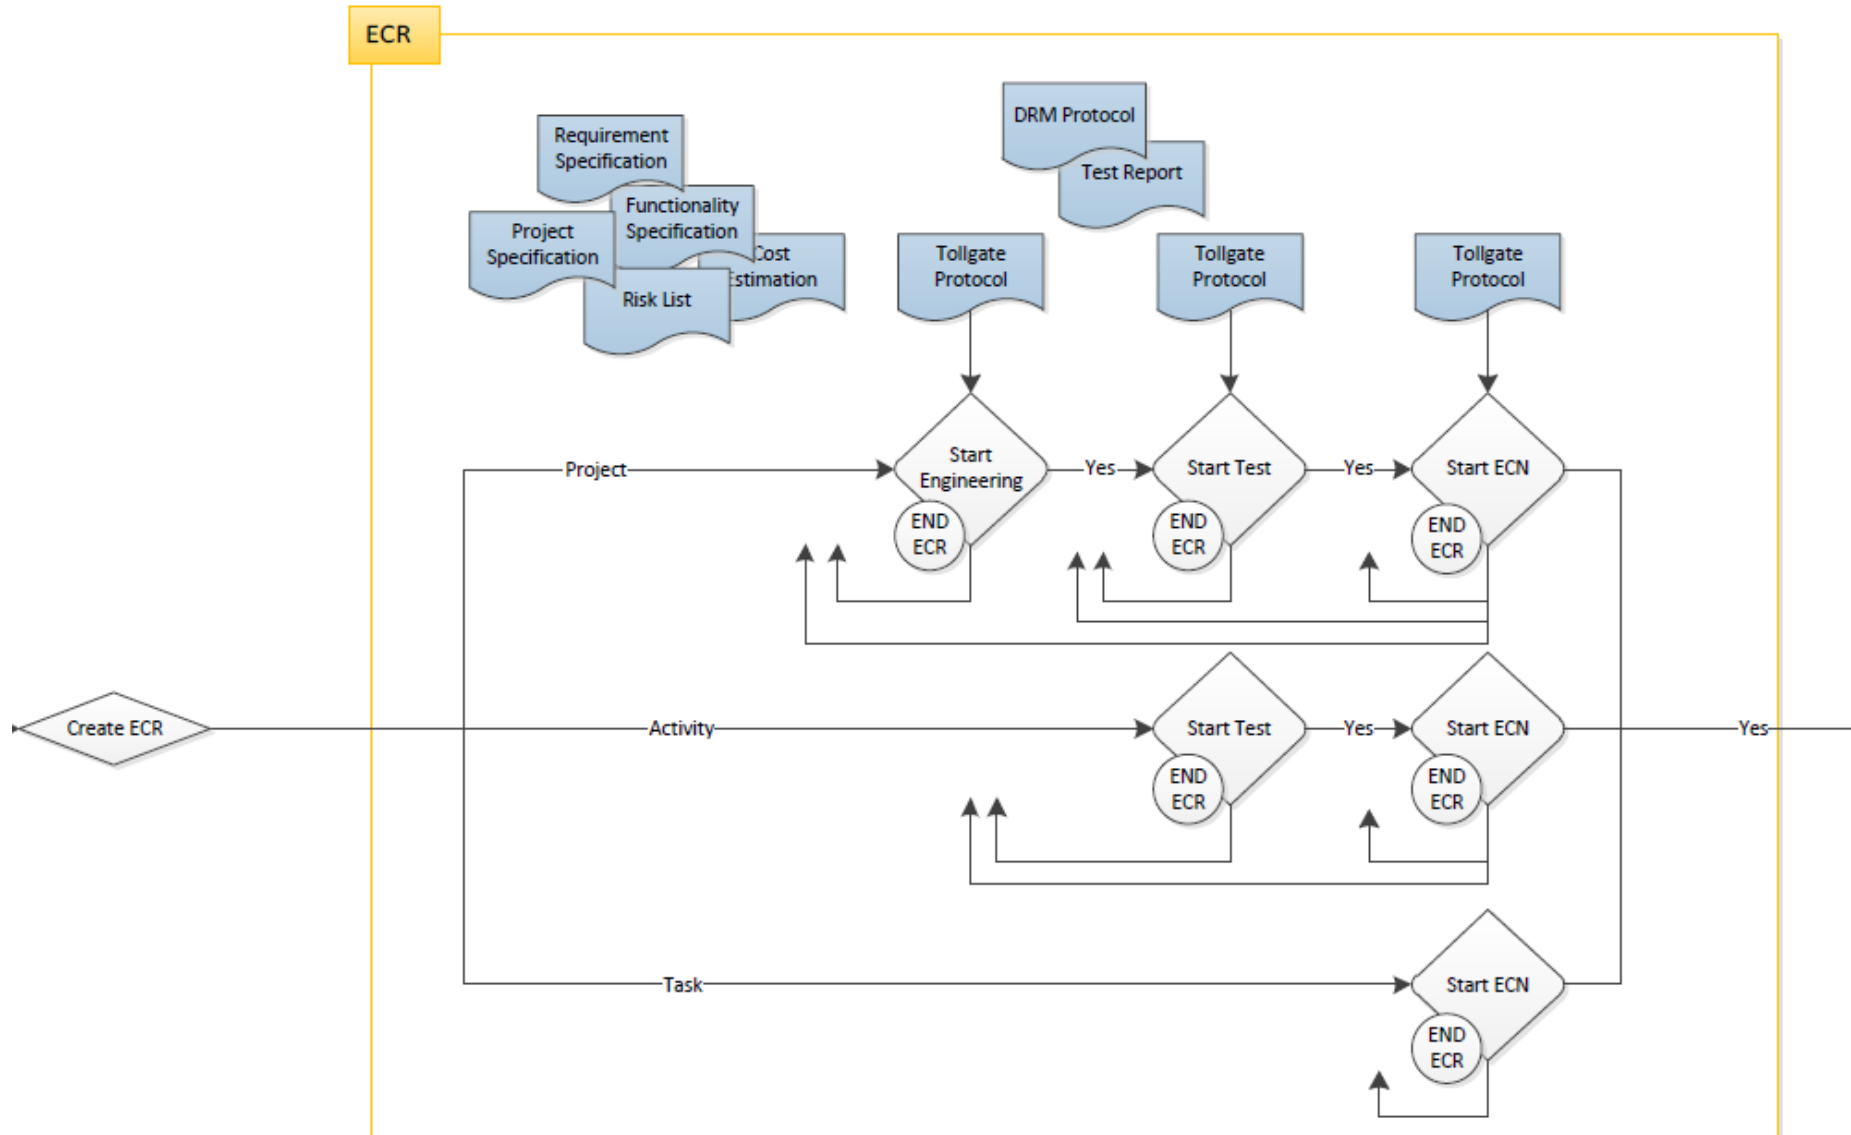 ECR
DRM Protocol
Requirement
Specification
Test Report
Functionality
Specification
Project
Specification
Cost
Estimation
Risk List
Tollgate
Protocol
Tollgate
Protocol
Tollgate
Protocol
Project
Start
Engineering
Yes
Start Test
Yes
Start ECN
END
ECR
END
ECR
END
ECR
Create ECR
Activity
Start Test
Yes
Start ECN
Yes
END
ECR
END
ECR
Task
Start ECN
END
ECR